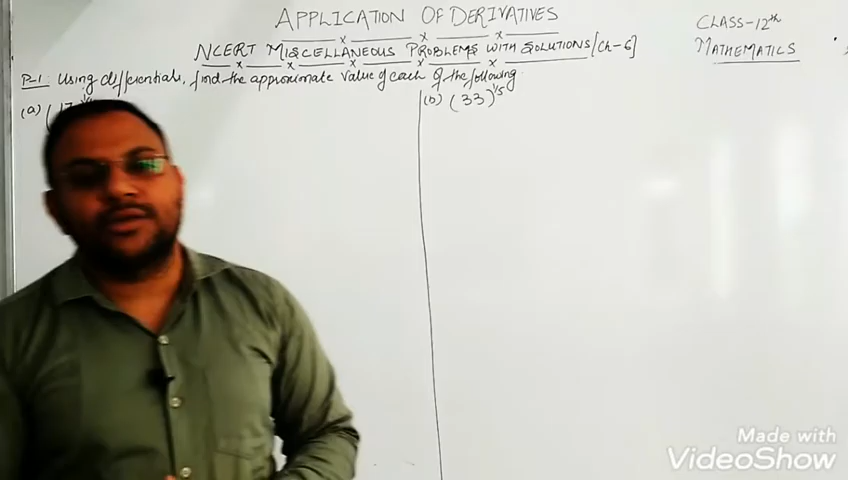 APPLICATION OF DERIVATIVES
NCERT MISCELLANEOUS PROBLEMS WITH SOLUTIONS [Ch-6]
CLASS-12th
MATHEMATICS
P-1: Using differentials, find the approximate value of each of the following:
(a) (
(b) (33)^1/5
Made with
VideoShow